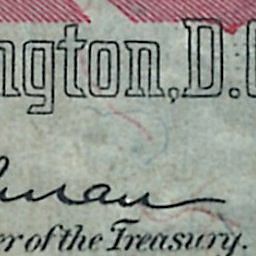 ngton, D.
er of the Treasury.